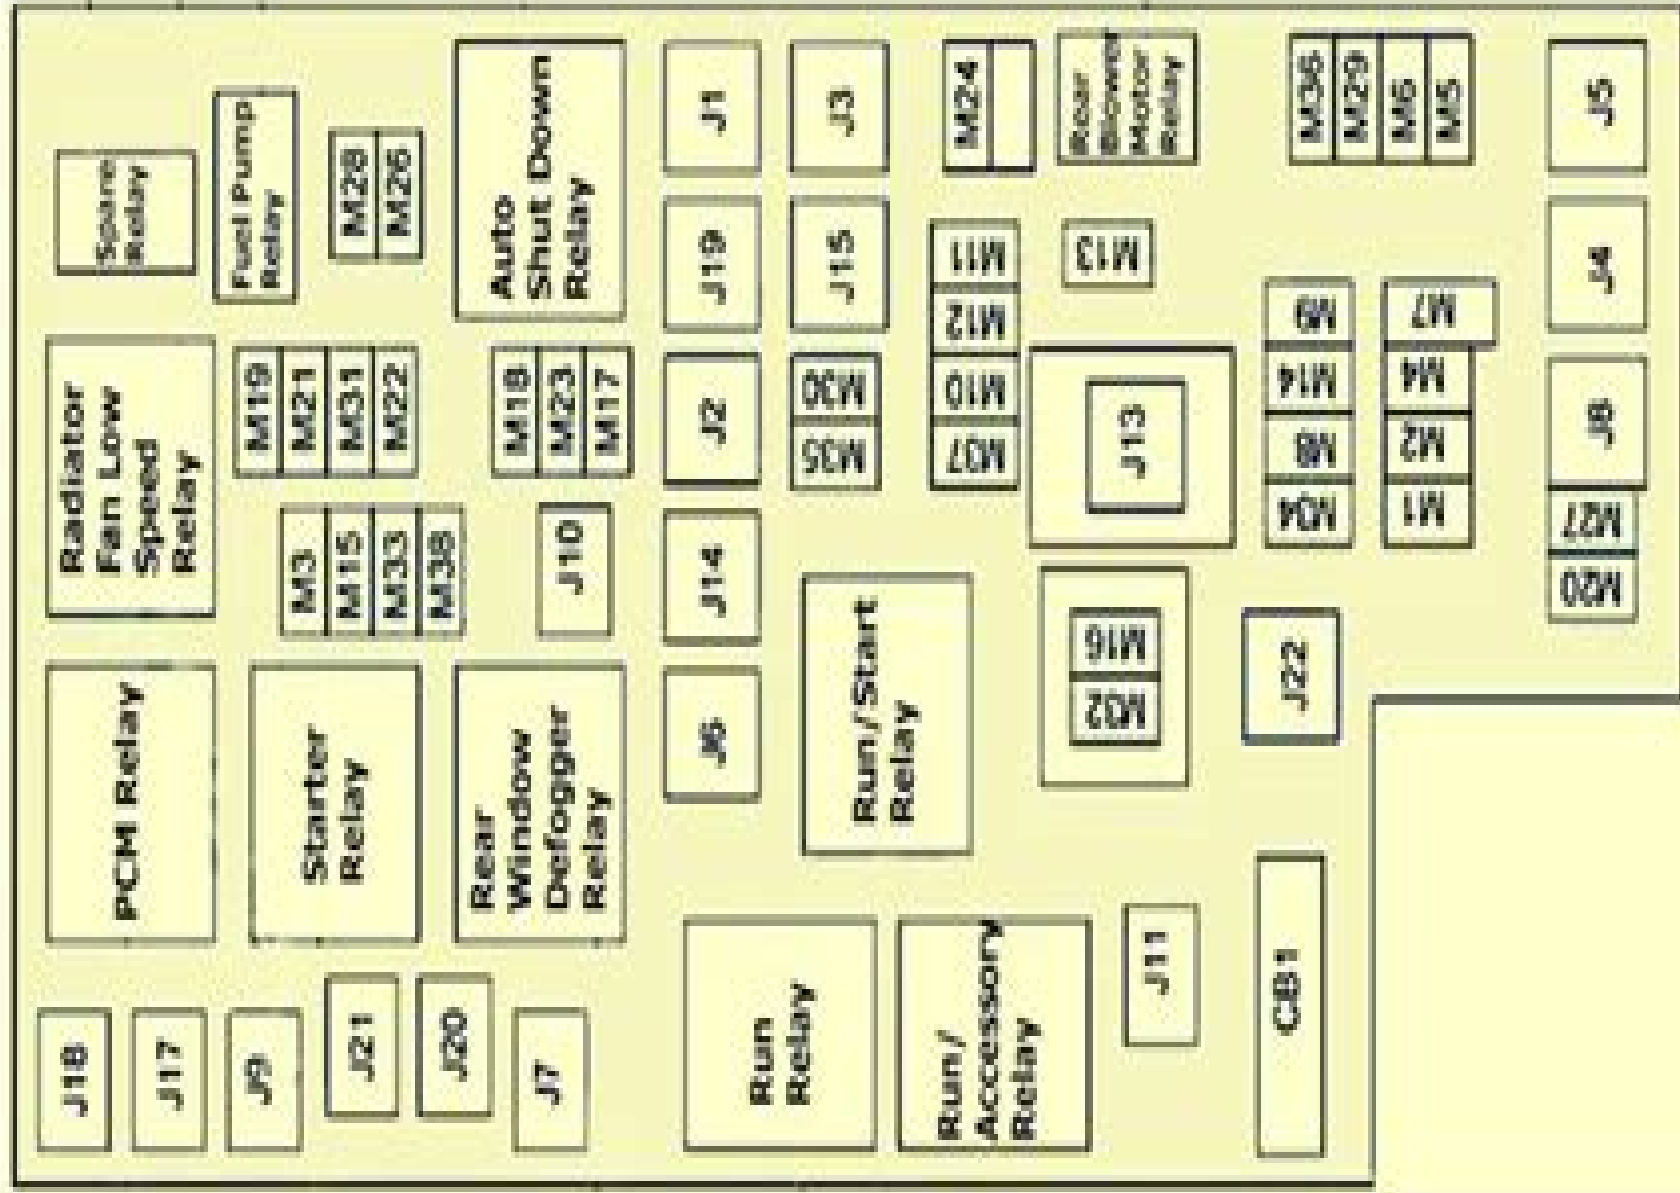 Spare
Relay
Fuel Pump
Relay
M28
M26
Auto
Shut Down
Relay
J1
J3
M24
Rear
Blower
Motor
Relay
M36
M29
M6
M5
J5
J19
J15
M11
M12
M10
M37
M13
J4
Radiator
Fan Low
Speed
Relay
M19
M21
M31
M22
M18
M23
M17
J2
M30
M35
J13
M9
M14
M8
M34
M7
M4
M2
M1
J8
M27
M20
M3
M15
M33
M38
J10
J14
Run/Start
Relay
M16
M32
J22
PCM Relay
Starter
Relay
Rear
Window
Defogger
Relay
J6
J18
J17
J9
J21
J20
J7
Run
Relay
Run/
Accessory
Relay
J11
CB1